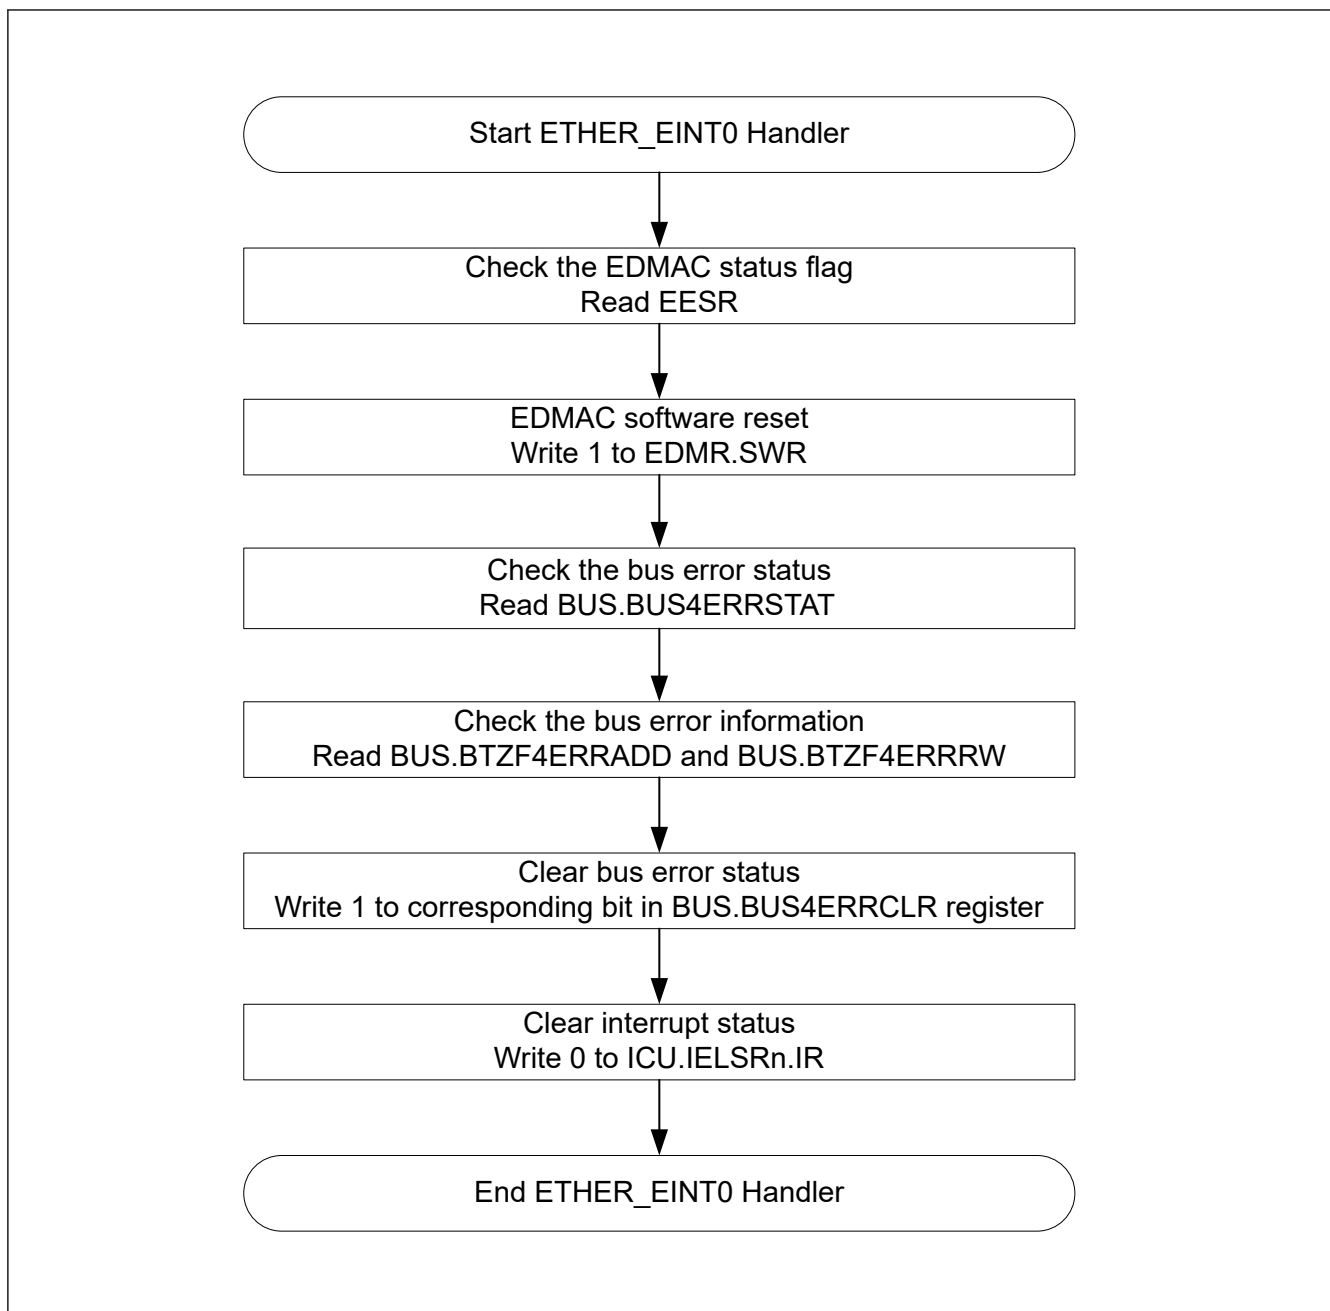 Start ETHER_EINT0 Handler
Check the EDMAC status flag
Read EESR
EDMAC software reset
Write 1 to EDMR.SWR
Check the bus error status
Read BUS.BUS4ERRSTAT
Check the bus error information
Read BUS.BTZF4ERRADD and BUS.BTZF4ERRRW
Clear bus error status
Write 1 to corresponding bit in BUS.BUS4ERRCLR register
Clear interrupt status
Write 0 to ICU.IELSRn.IR
End ETHER_EINT0 Handler